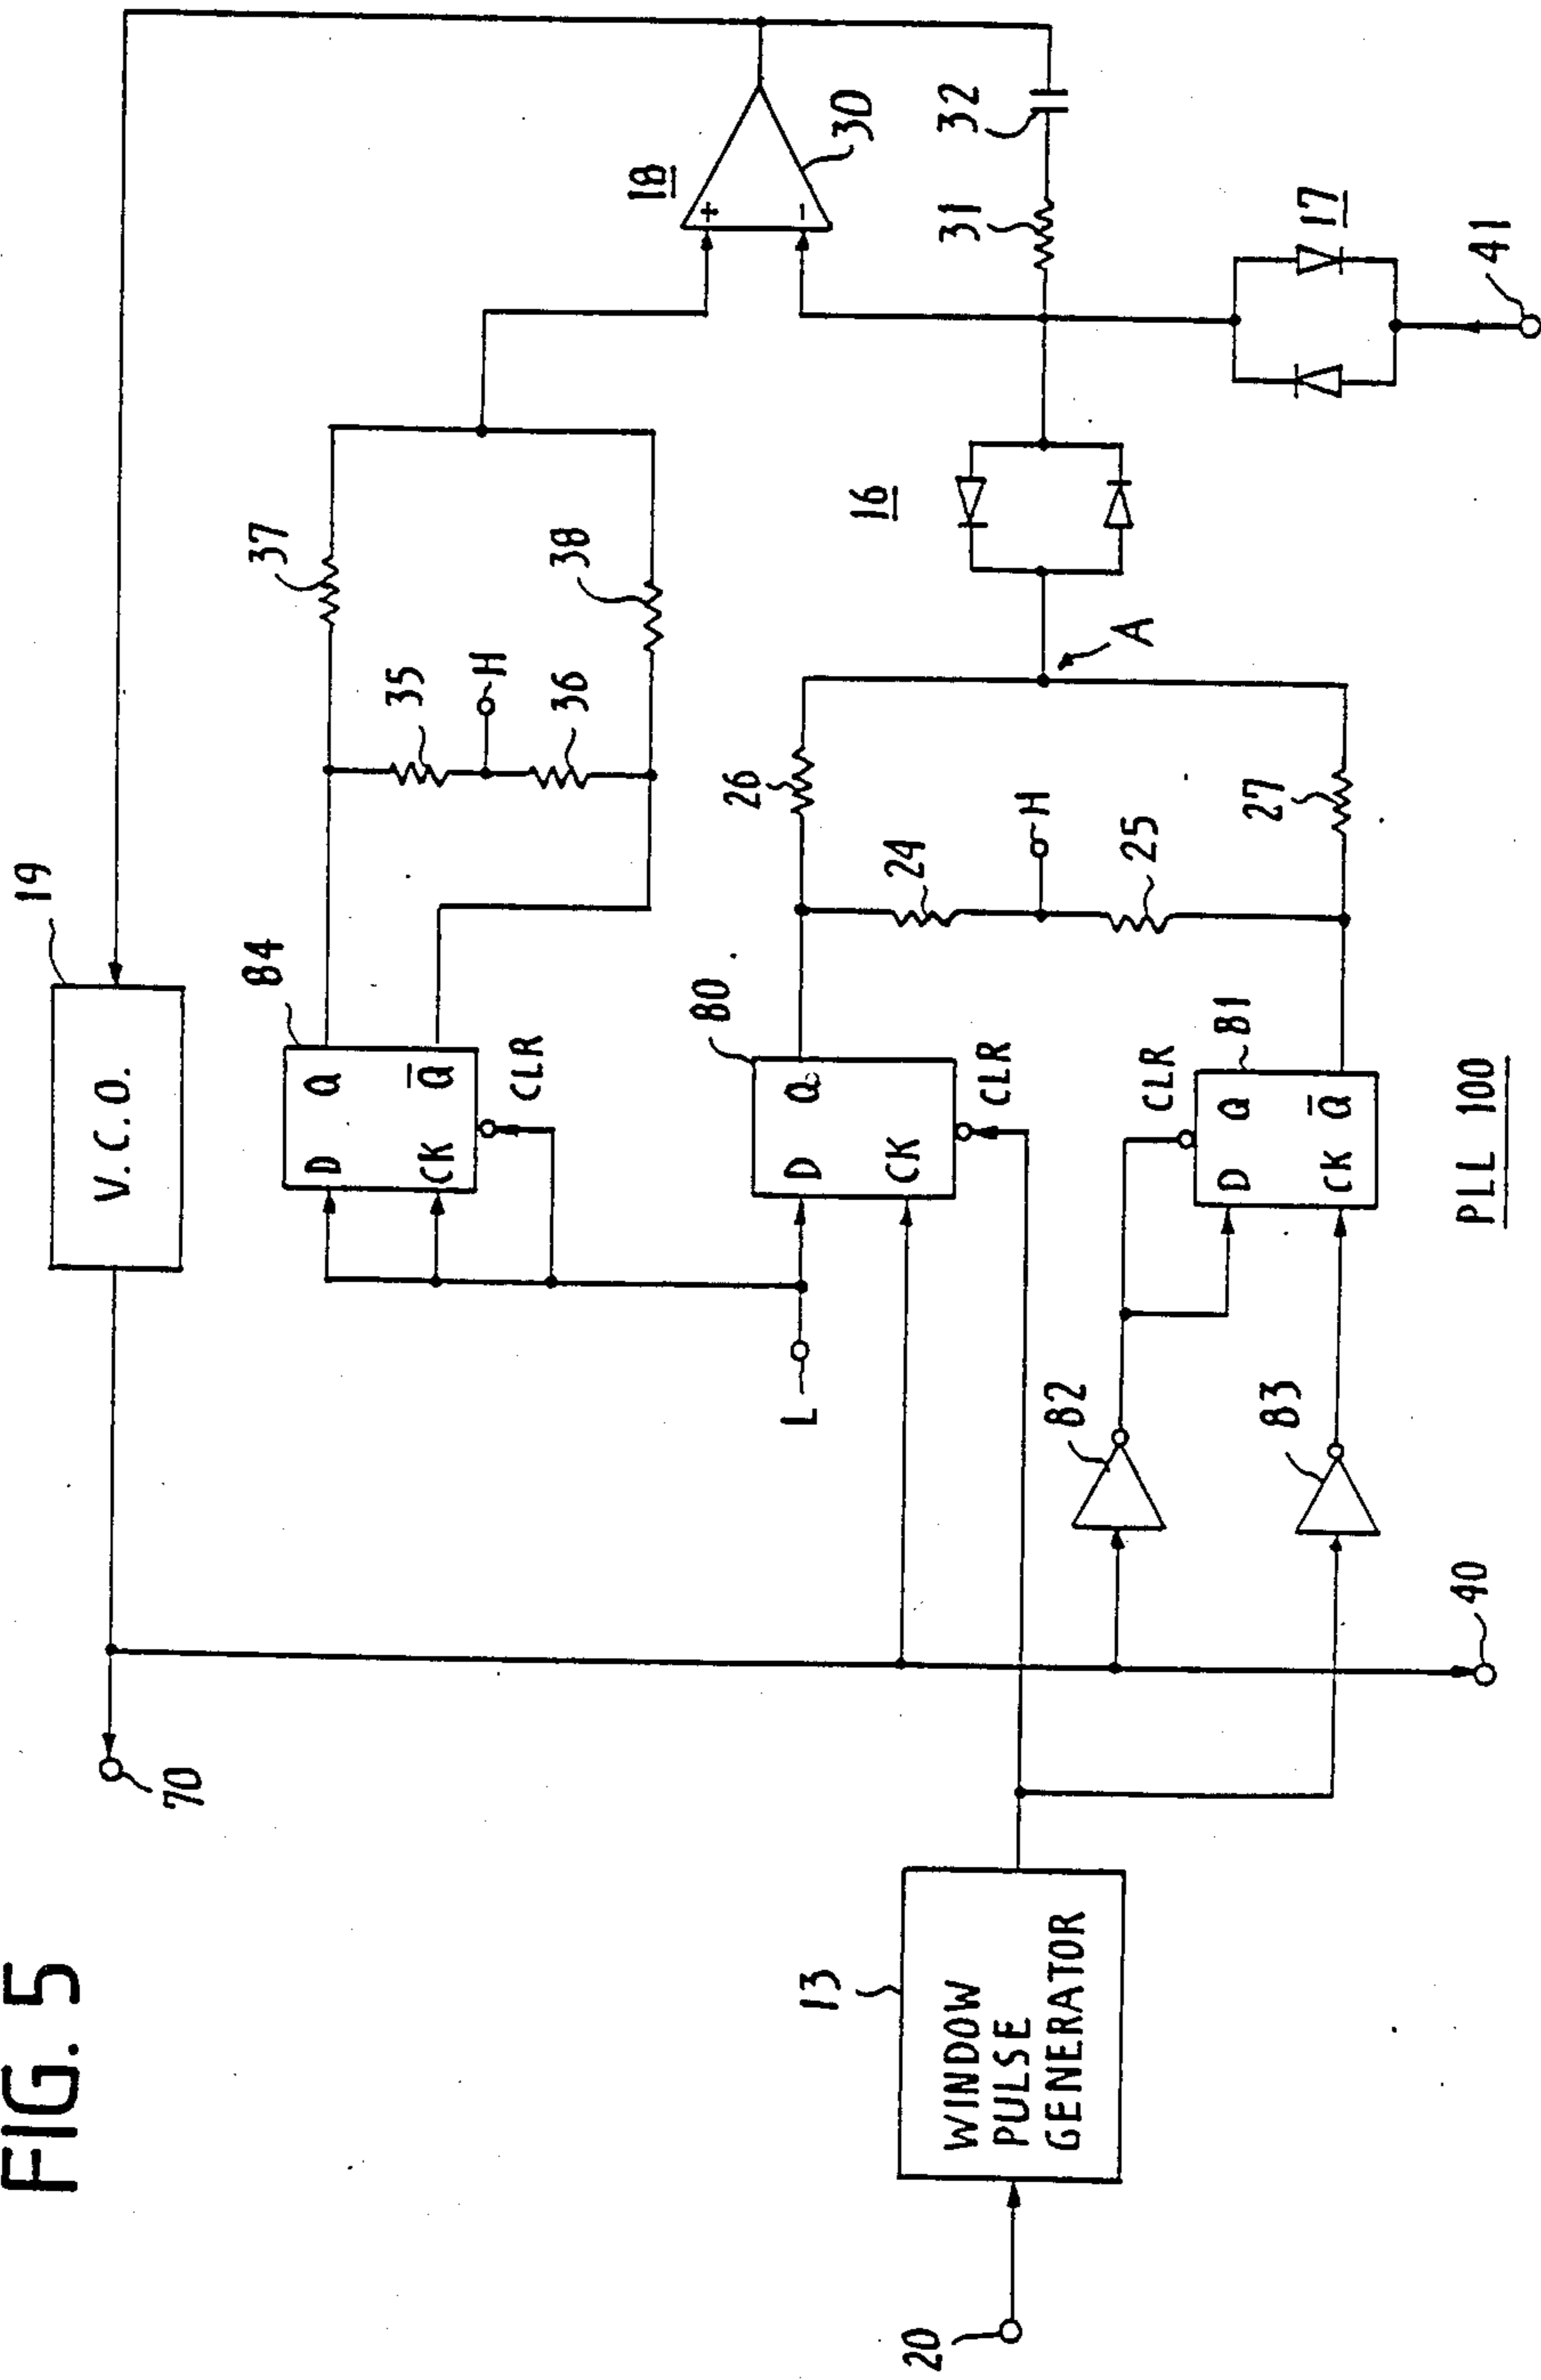 FIG. 5
19
V.C.O.
70
84
D Q
CK Q̅
CLR
37
35
H
36
38
18
+
-
30
31
32
16
17
41
L
80
D Q
CK
CLR
26
24
H
25
27
A
82
83
CLR
81
D Q
CK Q̅
40
13
WINDOW
PULSE
GENERATOR
20
PLL 100